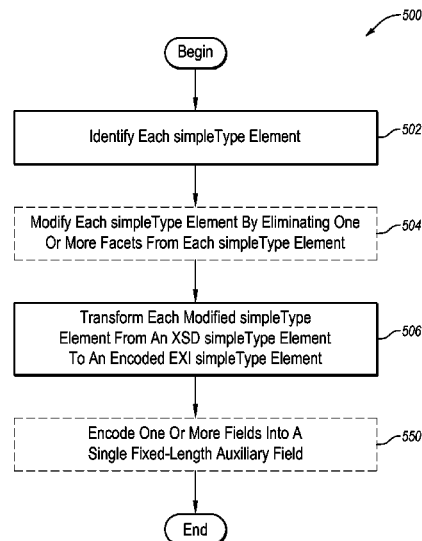 500
Begin
Identify Each simpleType Element
502
Modify Each simpleType Element By Eliminating One
Or More Facets From Each simpleType Element
504
Transform Each Modified simpleType
Element From An XSD simpleType Element
To An Encoded EXI simpleType Element
506
Encode One Or More Fields Into A
Single Fixed-Length Auxiliary Field
550
End